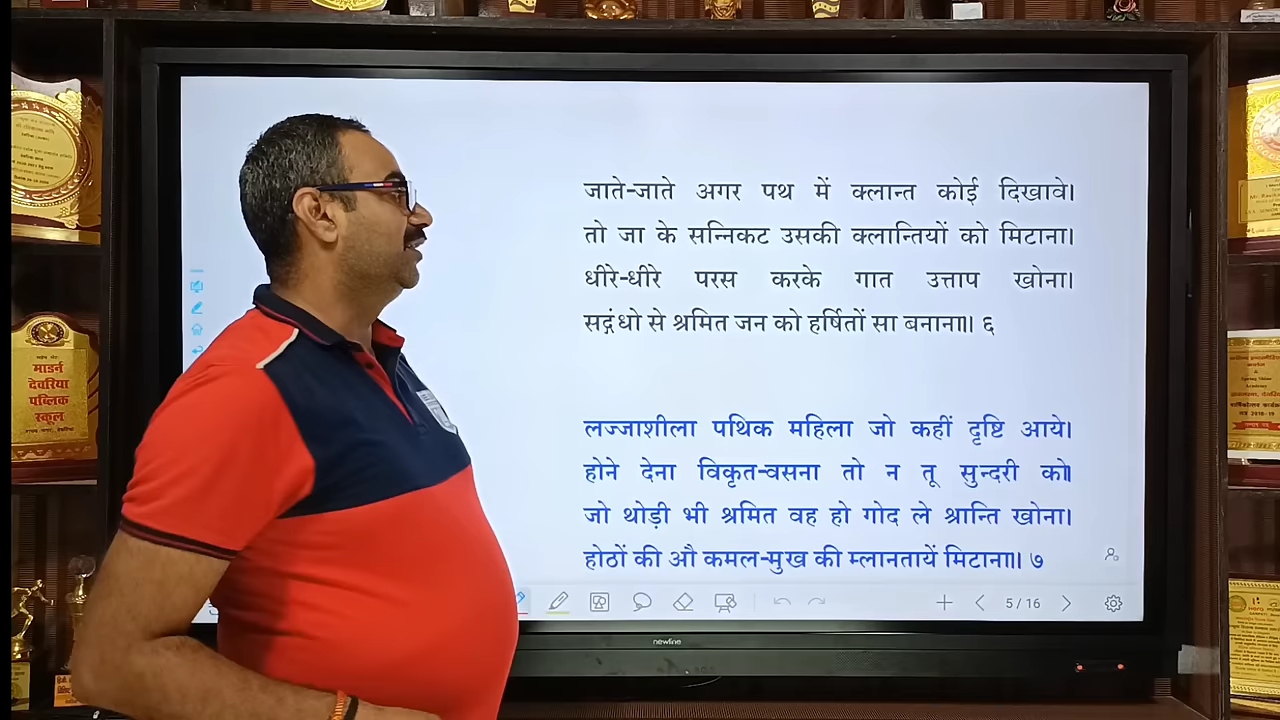 जाते-जाते अगर पथ में क्लान्त कोई दिखावे।
तो जा के सन्निकट उसकी क्लान्तियों को मिटाना।
धीरे-धीरे परस करके गात उत्ताप खोना।
सद्गंधो से श्रमित जन को हर्षितों सा बनाना॥ ६
लज्जाशीला पथिक महिला जो कहीं दृष्टि आये।
होने देना विकृत-वसना तो न तू सुन्दरी को॥
जो थोड़ी भी श्रमित वह हो गोद ले श्रान्ति खोना।
होठों की औ कमल-मुख की म्लानतायें मिटाना॥। ७
5 / 16
newline
माडर्न
देवरिया
पब्लिक
स्कूल